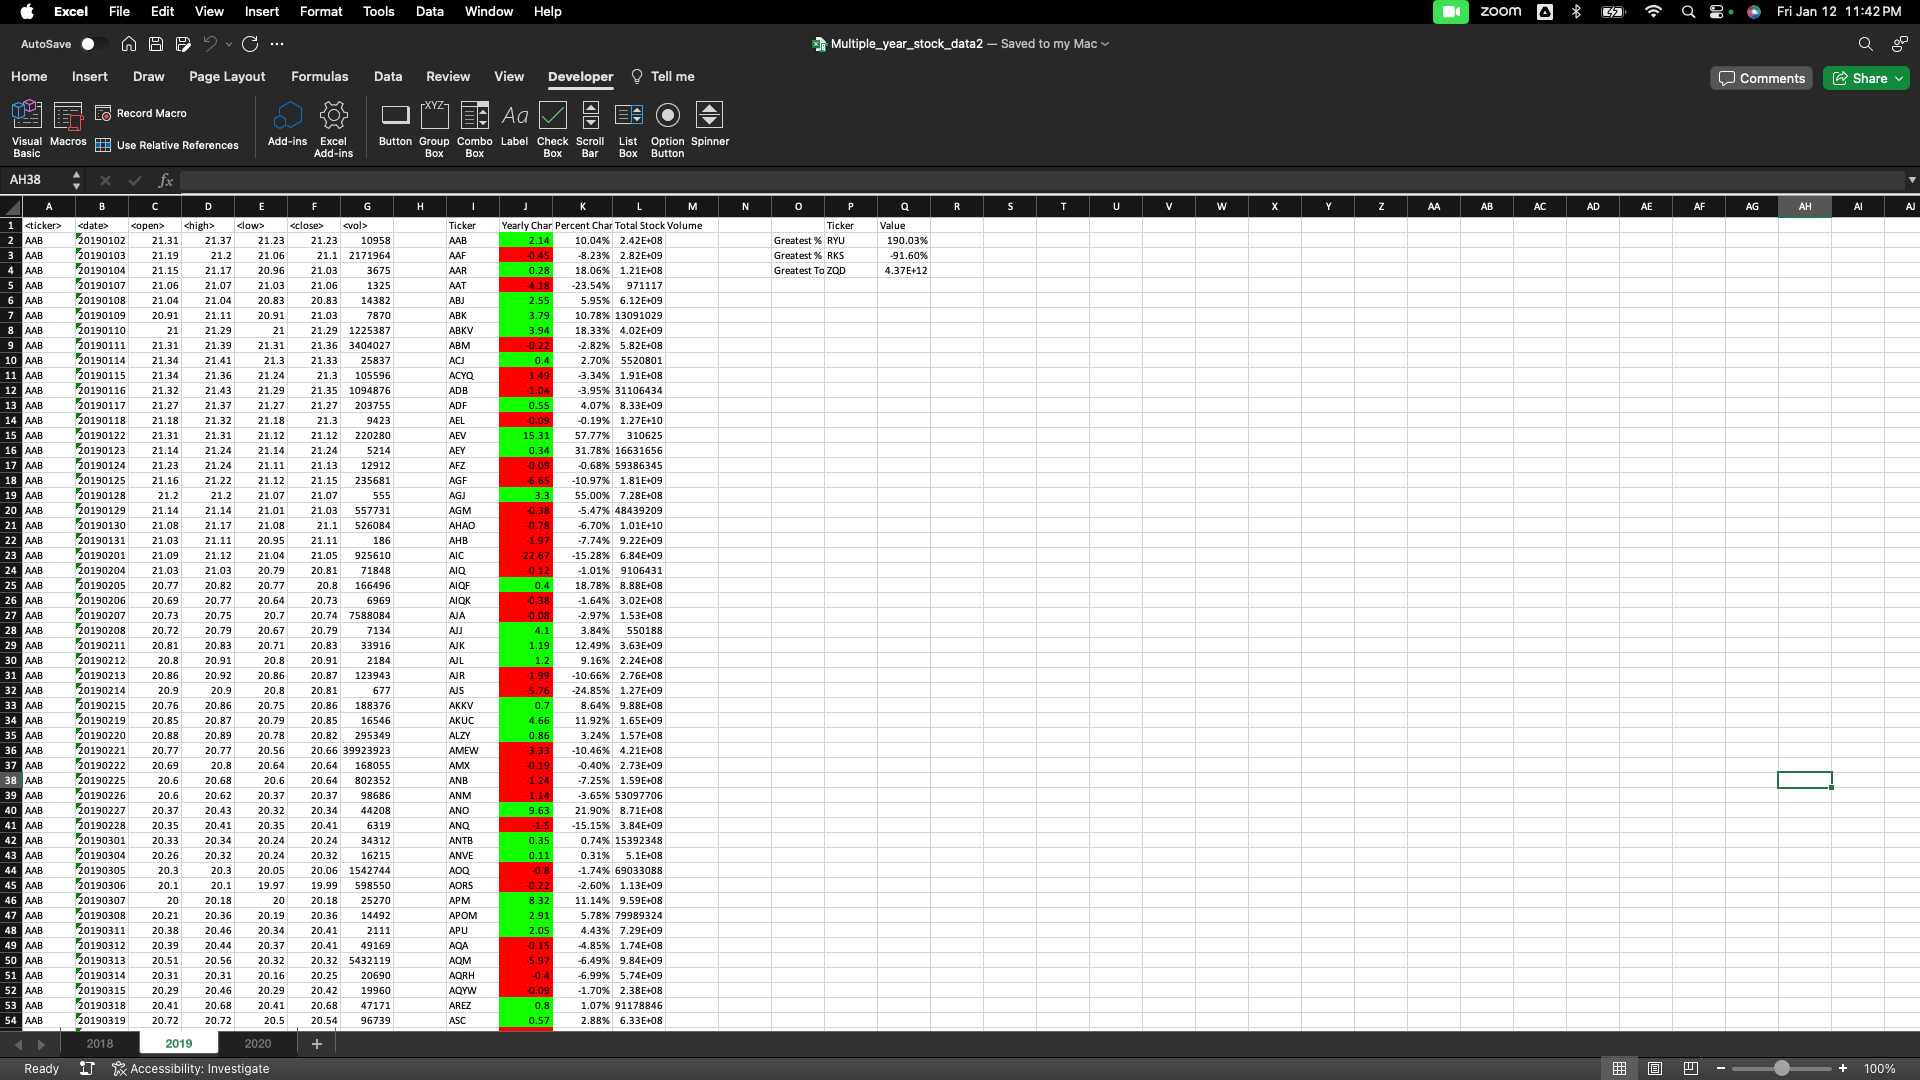 Excel File Edit View Insert Format Tools Data Window Help zoom Fri Jan 12 11:42 PM
AutoSave Multiple_year_stock_data2 — Saved to my Mac
Home Insert Draw Page Layout Formulas Data Review View Developer Tell me Comments Share
Visual Basic Macros Record Macro Use Relative References Add-ins Excel Add-ins Button Group Box Combo Box Label Check Box Scroll Bar List Box Option Button Spinner
AH38 fx
A B C D E F G H I J K L M N O P Q R S T U V W X Y Z AA AB AC AD AE AF AG AH AI AJ
1 <ticker> <date> <open> <high> <low> <close> <vol> Ticker Yearly Char Percent Char Total Stock Volume Ticker Value
2 AAB 20190102 21.31 21.37 21.23 21.23 10958 AAB 2.14 10.04% 2.42E+08 Greatest % RYU 190.03%
3 AAB 20190103 21.19 21.2 21.06 21.1 2171964 AAF -0.45 -8.23% 2.82E+09 Greatest % RKS -91.60%
4 AAB 20190104 21.15 21.17 20.96 21.03 3675 AAR 0.28 18.06% 1.21E+08 Greatest To ZQD 4.37E+12
5 AAB 20190107 21.06 21.07 21.03 21.06 1325 AAT -4.18 -23.54% 971117
6 AAB 20190108 21.04 21.04 20.83 20.83 14382 ABJ 2.55 5.95% 6.12E+09
7 AAB 20190109 20.91 21.11 20.91 21.03 7870 ABK 3.79 10.78% 13091029
8 AAB 20190110 21 21.29 21 21.29 1225387 ABKV 3.94 18.33% 4.02E+09
9 AAB 20190111 21.31 21.39 21.31 21.36 3404027 ABM -0.22 -2.82% 5.82E+08
10 AAB 20190114 21.34 21.41 21.3 21.33 25837 ACJ 0.4 2.70% 5520801
11 AAB 20190115 21.34 21.36 21.24 21.3 105596 ACYQ -1.49 -3.34% 1.91E+08
12 AAB 20190116 21.32 21.43 21.29 21.35 1094876 ADB -1.04 -3.95% 31106434
13 AAB 20190117 21.27 21.37 21.27 21.27 203755 ADF 0.55 4.07% 8.33E+09
14 AAB 20190118 21.18 21.32 21.18 21.3 9423 AEL -0.09 -0.19% 1.27E+10
15 AAB 20190122 21.31 21.31 21.12 21.12 220280 AEV 15.31 57.77% 310625
16 AAB 20190123 21.14 21.24 21.14 21.24 5214 AEY 0.34 31.78% 16631656
17 AAB 20190124 21.23 21.24 21.11 21.13 12912 AFZ -0.09 -0.68% 59386345
18 AAB 20190125 21.16 21.22 21.12 21.15 235681 AGF -6.65 -10.97% 1.81E+09
19 AAB 20190128 21.2 21.2 21.07 21.07 555 AGJ 3.3 55.00% 7.28E+08
20 AAB 20190129 21.14 21.14 21.01 21.03 557731 AGM -0.38 -5.47% 48439209
21 AAB 20190130 21.08 21.17 21.08 21.1 526084 AHAO -0.78 -6.70% 1.01E+10
22 AAB 20190131 21.03 21.11 20.95 21.11 186 AHB -1.97 -7.74% 9.22E+09
23 AAB 20190201 21.09 21.12 21.04 21.05 925610 AIC -22.67 -15.28% 6.84E+09
24 AAB 20190204 21.03 21.03 20.79 20.81 71848 AIQ -0.12 -1.01% 9106431
25 AAB 20190205 20.77 20.82 20.77 20.8 166496 AIQF 0.4 18.78% 8.88E+08
26 AAB 20190206 20.69 20.77 20.64 20.73 6969 AIQK -0.38 -1.64% 3.02E+08
27 AAB 20190207 20.73 20.75 20.7 20.74 7588084 AJA -0.08 -2.97% 1.53E+08
28 AAB 20190208 20.72 20.79 20.67 20.79 7134 AJJ 4.1 3.84% 550188
29 AAB 20190211 20.81 20.83 20.71 20.83 33916 AJK 1.19 12.49% 3.63E+09
30 AAB 20190212 20.8 20.91 20.8 20.91 2184 AJL 1.2 9.16% 2.24E+08
31 AAB 20190213 20.86 20.92 20.86 20.87 123943 AJR -1.99 -10.66% 2.76E+08
32 AAB 20190214 20.9 20.9 20.8 20.81 677 AJS -5.76 -24.85% 1.27E+09
33 AAB 20190215 20.76 20.86 20.75 20.86 188376 AKKV 0.7 8.64% 9.88E+08
34 AAB 20190219 20.85 20.87 20.79 20.85 16546 AKUC 4.66 11.92% 1.65E+09
35 AAB 20190220 20.88 20.89 20.78 20.82 295349 ALZY 0.86 3.24% 1.57E+08
36 AAB 20190221 20.77 20.77 20.56 20.66 39923923 AMEW -3.33 -10.46% 4.21E+08
37 AAB 20190222 20.69 20.8 20.64 20.64 168055 AMX -0.19 -0.40% 2.73E+09
38 AAB 20190225 20.6 20.68 20.6 20.64 802352 ANB -1.24 -7.25% 1.59E+08
39 AAB 20190226 20.6 20.62 20.37 20.37 98686 ANM -1.14 -3.65% 53097706
40 AAB 20190227 20.37 20.43 20.32 20.34 44208 ANO 9.63 21.90% 8.71E+08
41 AAB 20190228 20.35 20.41 20.35 20.41 6319 ANQ -1.5 -15.15% 3.84E+09
42 AAB 20190301 20.33 20.34 20.24 20.24 34312 ANTB 0.35 0.74% 15392348
43 AAB 20190304 20.26 20.32 20.24 20.32 16215 ANVE 0.11 0.31% 5.1E+08
44 AAB 20190305 20.3 20.3 20.05 20.06 1542744 AOQ -0.8 -1.74% 69033088
45 AAB 20190306 20.1 20.1 19.97 19.99 598550 AORS -0.22 -2.60% 1.13E+09
46 AAB 20190307 20 20.18 20 20.18 25270 APM 8.32 11.14% 9.59E+08
47 AAB 20190308 20.21 20.36 20.19 20.36 14492 APOM 2.91 5.78% 79989324
48 AAB 20190311 20.38 20.46 20.34 20.41 2111 APU 2.05 4.43% 7.29E+09
49 AAB 20190312 20.39 20.44 20.37 20.41 49169 AQA -0.15 -4.85% 1.74E+08
50 AAB 20190313 20.51 20.56 20.32 20.32 5432119 AQM -5.97 -6.49% 9.84E+09
51 AAB 20190314 20.31 20.31 20.16 20.25 20690 AQRH -0.4 -6.99% 5.74E+09
52 AAB 20190315 20.29 20.46 20.29 20.42 19960 AQYW -0.09 -1.70% 2.38E+08
53 AAB 20190318 20.41 20.68 20.41 20.68 47171 AREZ 0.8 1.07% 91178846
54 AAB 20190319 20.72 20.72 20.5 20.54 96739 ASC 0.57 2.88% 6.33E+08
2018 2019 2020 +
Ready Accessibility: Investigate 100%